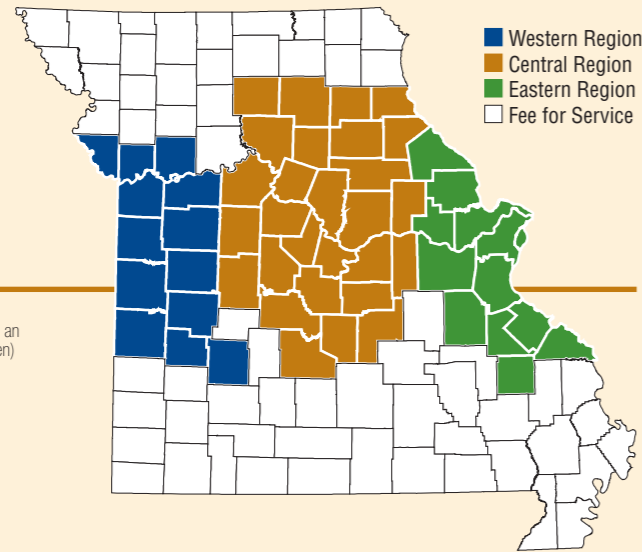 Western Region
Central Region
Eastern Region
Fee for Service
an
en)